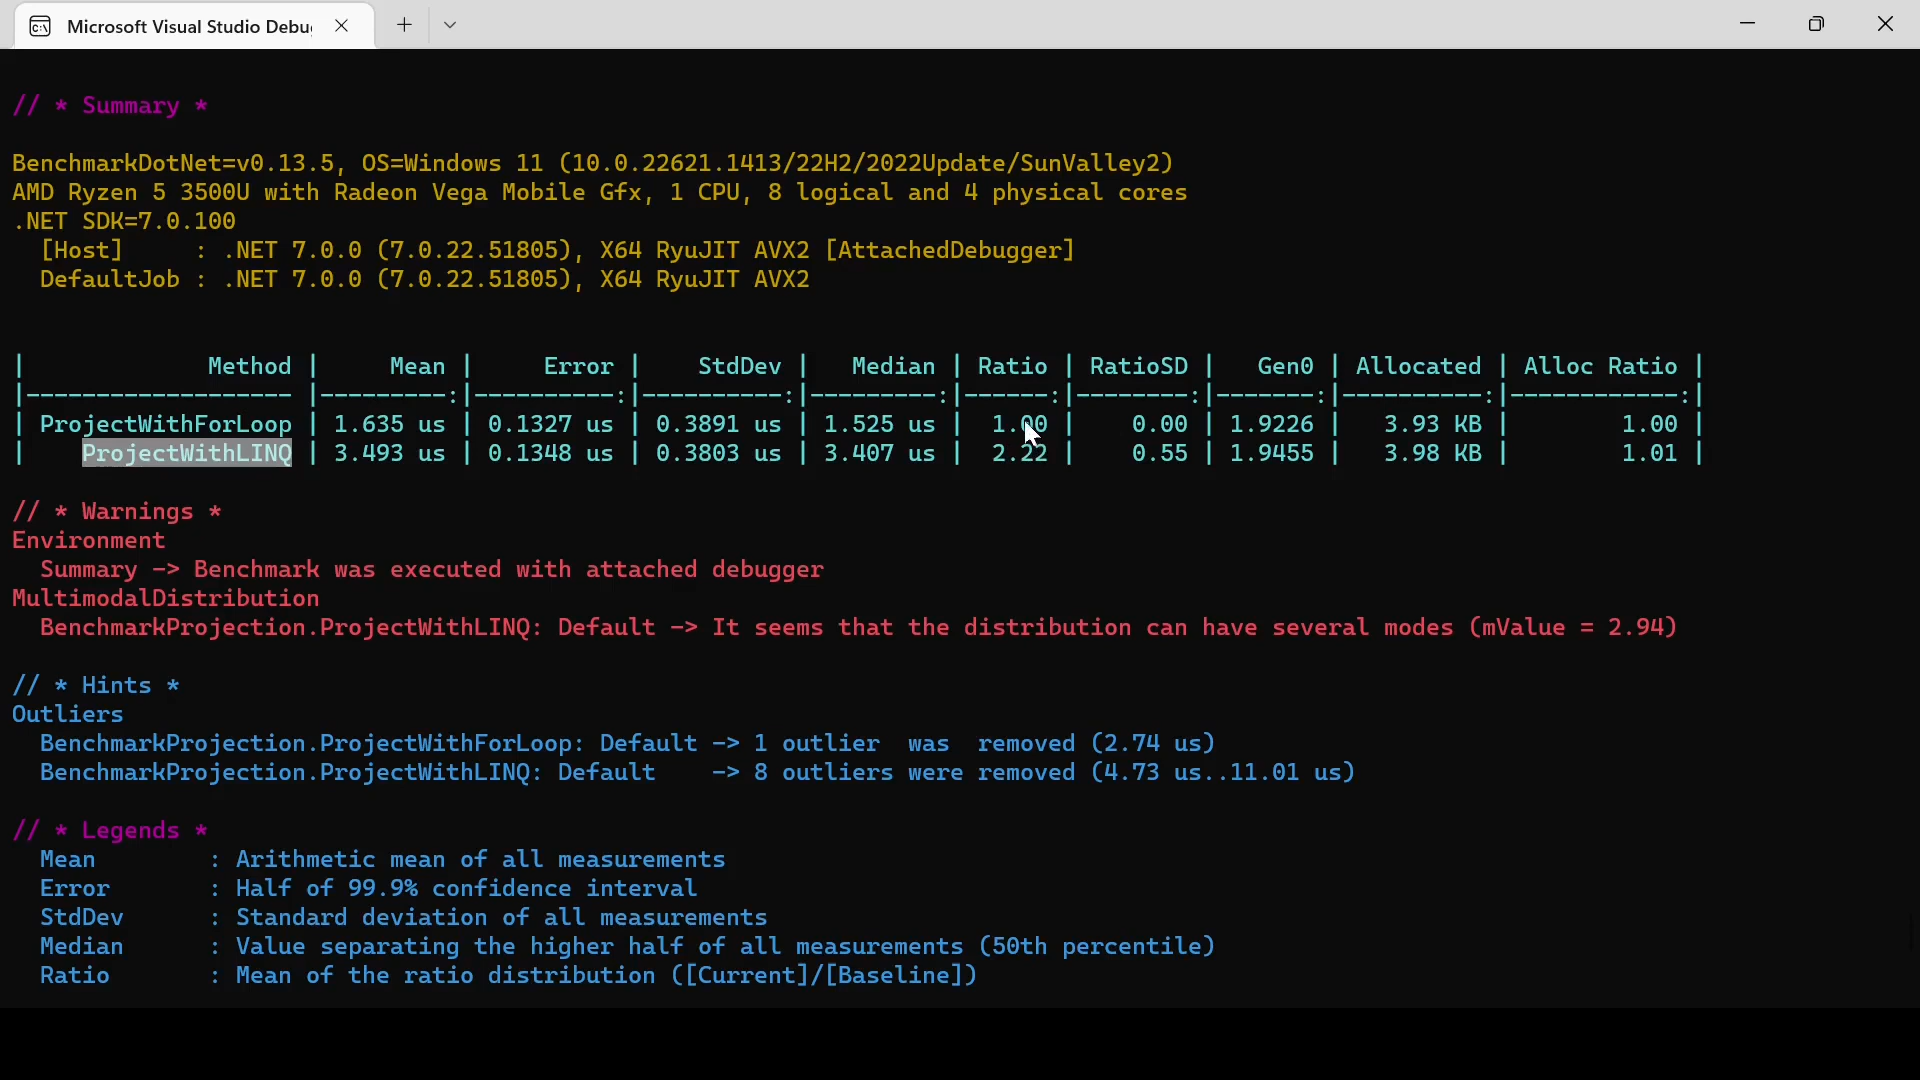 Microsoft Visual Studio Debu
// * Summary *
BenchmarkDotNet=v0.13.5, OS=Windows 11 (10.0.22621.1413/22H2/2022Update/SunValley2)
AMD Ryzen 5 3500U with Radeon Vega Mobile Gfx, 1 CPU, 8 logical and 4 physical cores
.NET SDK=7.0.100
  [Host]     : .NET 7.0.0 (7.0.22.51805), X64 RyuJIT AVX2 [AttachedDebugger]
  DefaultJob : .NET 7.0.0 (7.0.22.51805), X64 RyuJIT AVX2
|             Method |     Mean |     Error |    StdDev |   Median | Ratio | RatioSD |   Gen0 | Allocated | Alloc Ratio |
|------------------- |---------:|----------:|----------:|---------:|------:|--------:|-------:|----------:|------------:|
| ProjectWithForLoop | 1.635 us | 0.1327 us | 0.3891 us | 1.525 us |  1.00 |    0.00 | 1.9226 |   3.93 KB |        1.00 |
|    ProjectWithLINQ | 3.493 us | 0.1348 us | 0.3803 us | 3.407 us |  2.22 |    0.55 | 1.9455 |   3.98 KB |        1.01 |
// * Warnings *
Environment
  Summary -> Benchmark was executed with attached debugger
MultimodalDistribution
  BenchmarkProjection.ProjectWithLINQ: Default -> It seems that the distribution can have several modes (mValue = 2.94)
// * Hints *
Outliers
  BenchmarkProjection.ProjectWithForLoop: Default -> 1 outlier  was  removed (2.74 us)
  BenchmarkProjection.ProjectWithLINQ: Default    -> 8 outliers were removed (4.73 us..11.01 us)
// * Legends *
  Mean        : Arithmetic mean of all measurements
  Error       : Half of 99.9% confidence interval
  StdDev      : Standard deviation of all measurements
  Median      : Value separating the higher half of all measurements (50th percentile)
  Ratio       : Mean of the ratio distribution ([Current]/[Baseline])